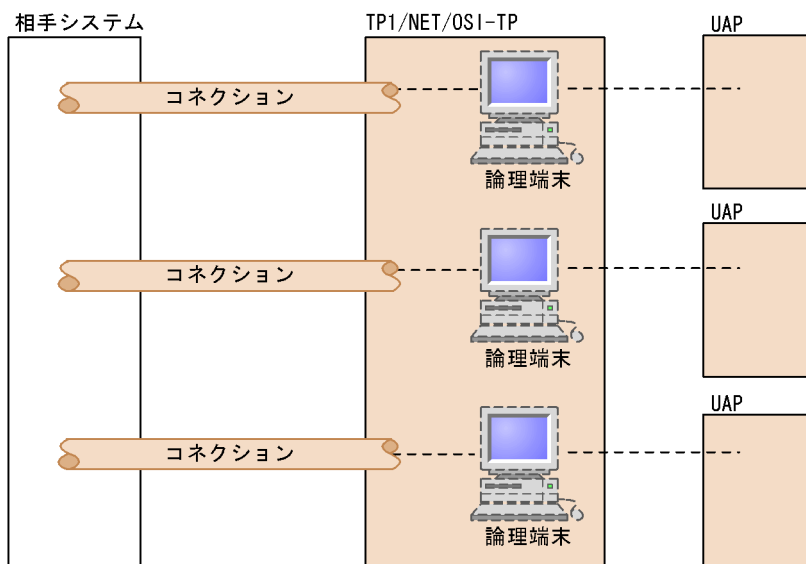 相手システム
TP1/NET/OSI-TP
UAP
コネクション
論理端末
UAP
コネクション
論理端末
UAP
コネクション
論理端末